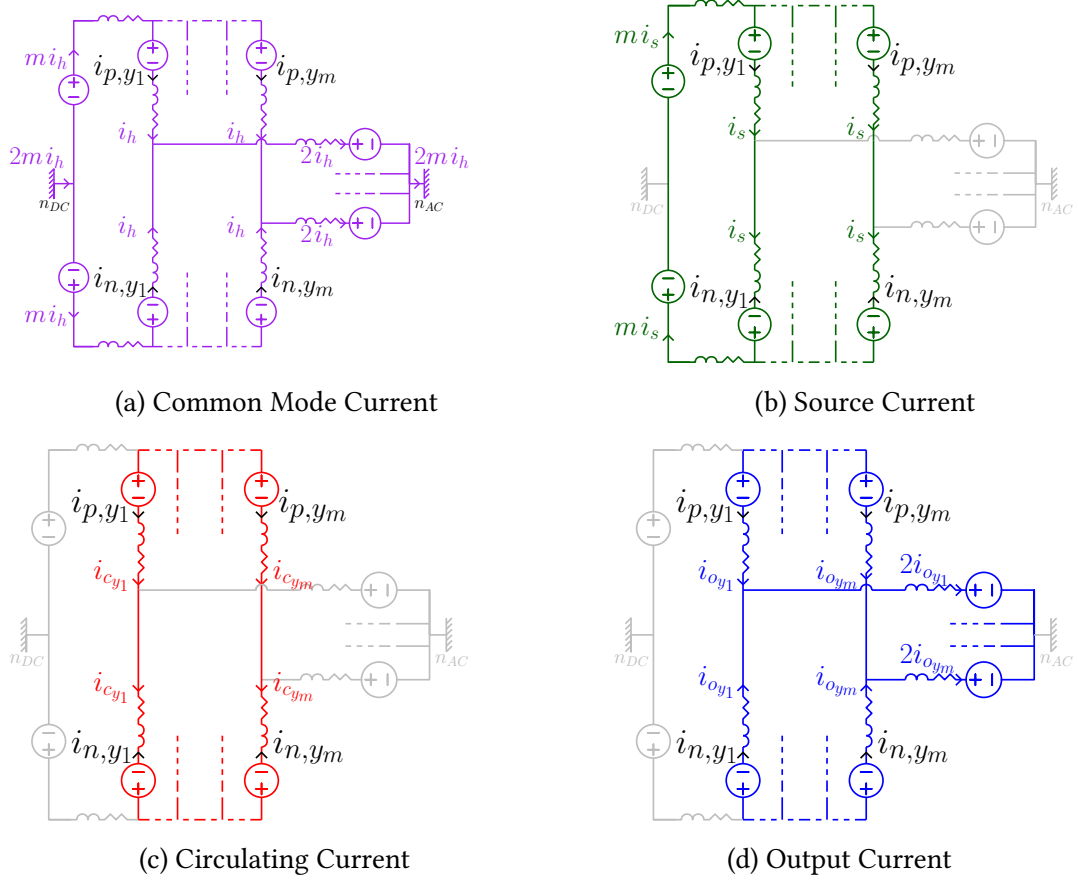 mi_h
i_{p,y_1}
i_{p,y_m}
i_h
i_h
2i_h
2mi_h
2mi_h
n_{DC}
n_{AC}
i_h
i_h
2i_h
i_{n,y_1}
i_{n,y_m}
mi_h
(a) Common Mode Current
mi_s
i_{p,y_1}
i_{p,y_m}
i_s
i_s
n_{DC}
n_{AC}
i_s
i_s
i_{n,y_1}
i_{n,y_m}
mi_s
(b) Source Current
i_{p,y_1}
i_{p,y_m}
i_{c_{y_1}}
i_{c_{y_m}}
n_{DC}
n_{AC}
i_{c_{y_1}}
i_{c_{y_m}}
i_{n,y_1}
i_{n,y_m}
(c) Circulating Current
i_{p,y_1}
i_{p,y_m}
i_{o_{y_1}}
i_{o_{y_m}}
2i_{o_{y_1}}
n_{DC}
n_{AC}
i_{o_{y_1}}
i_{o_{y_m}}
2i_{o_{y_m}}
i_{n,y_1}
i_{n,y_m}
(d) Output Current